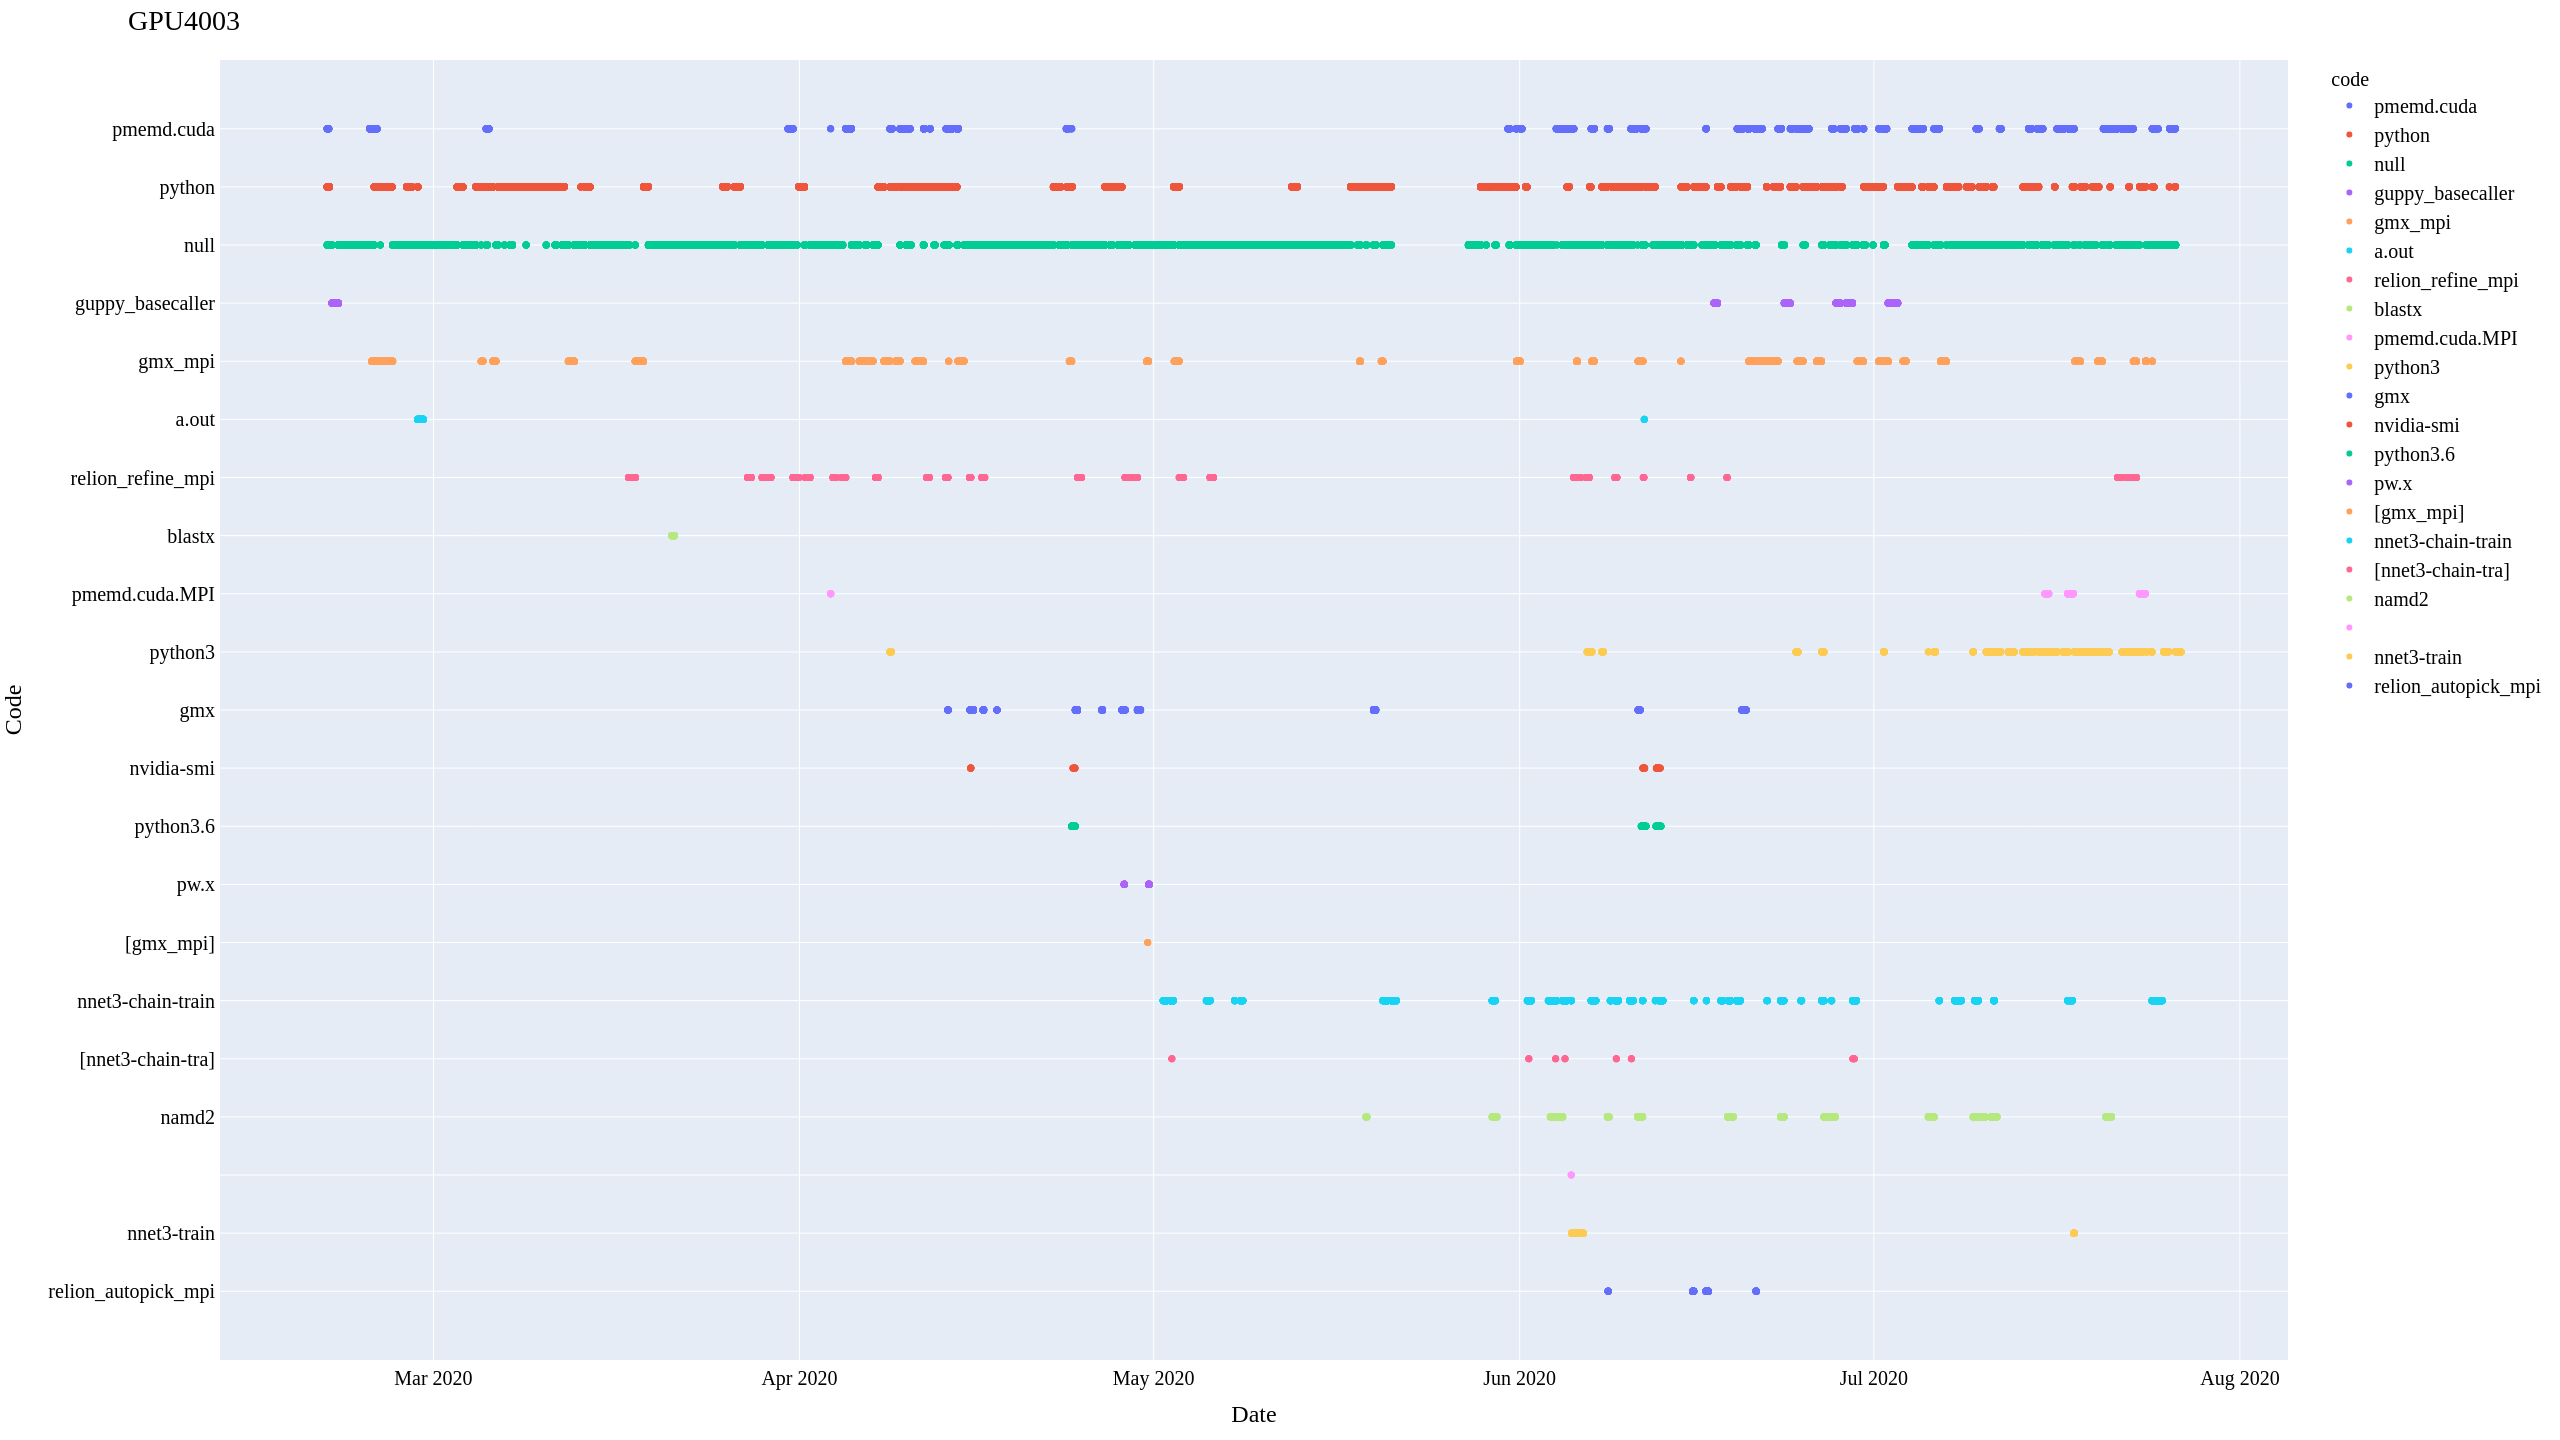 GPU4003
pmemd.cuda
python
null
guppy_basecaller
gmx_mpi
a.out
relion_refine_mpi
blastx
pmemd.cuda.MPI
python3
gmx
nvidia-smi
python3.6
pw.x
[gmx_mpi]
nnet3-chain-train
[nnet3-chain-tra]
namd2
nnet3-train
relion_autopick_mpi
Code
Mar 2020
Apr 2020
May 2020
Jun 2020
Jul 2020
Aug 2020
Date
code
pmemd.cuda
python
null
guppy_basecaller
gmx_mpi
a.out
relion_refine_mpi
blastx
pmemd.cuda.MPI
python3
gmx
nvidia-smi
python3.6
pw.x
[gmx_mpi]
nnet3-chain-train
[nnet3-chain-tra]
namd2
nnet3-train
relion_autopick_mpi